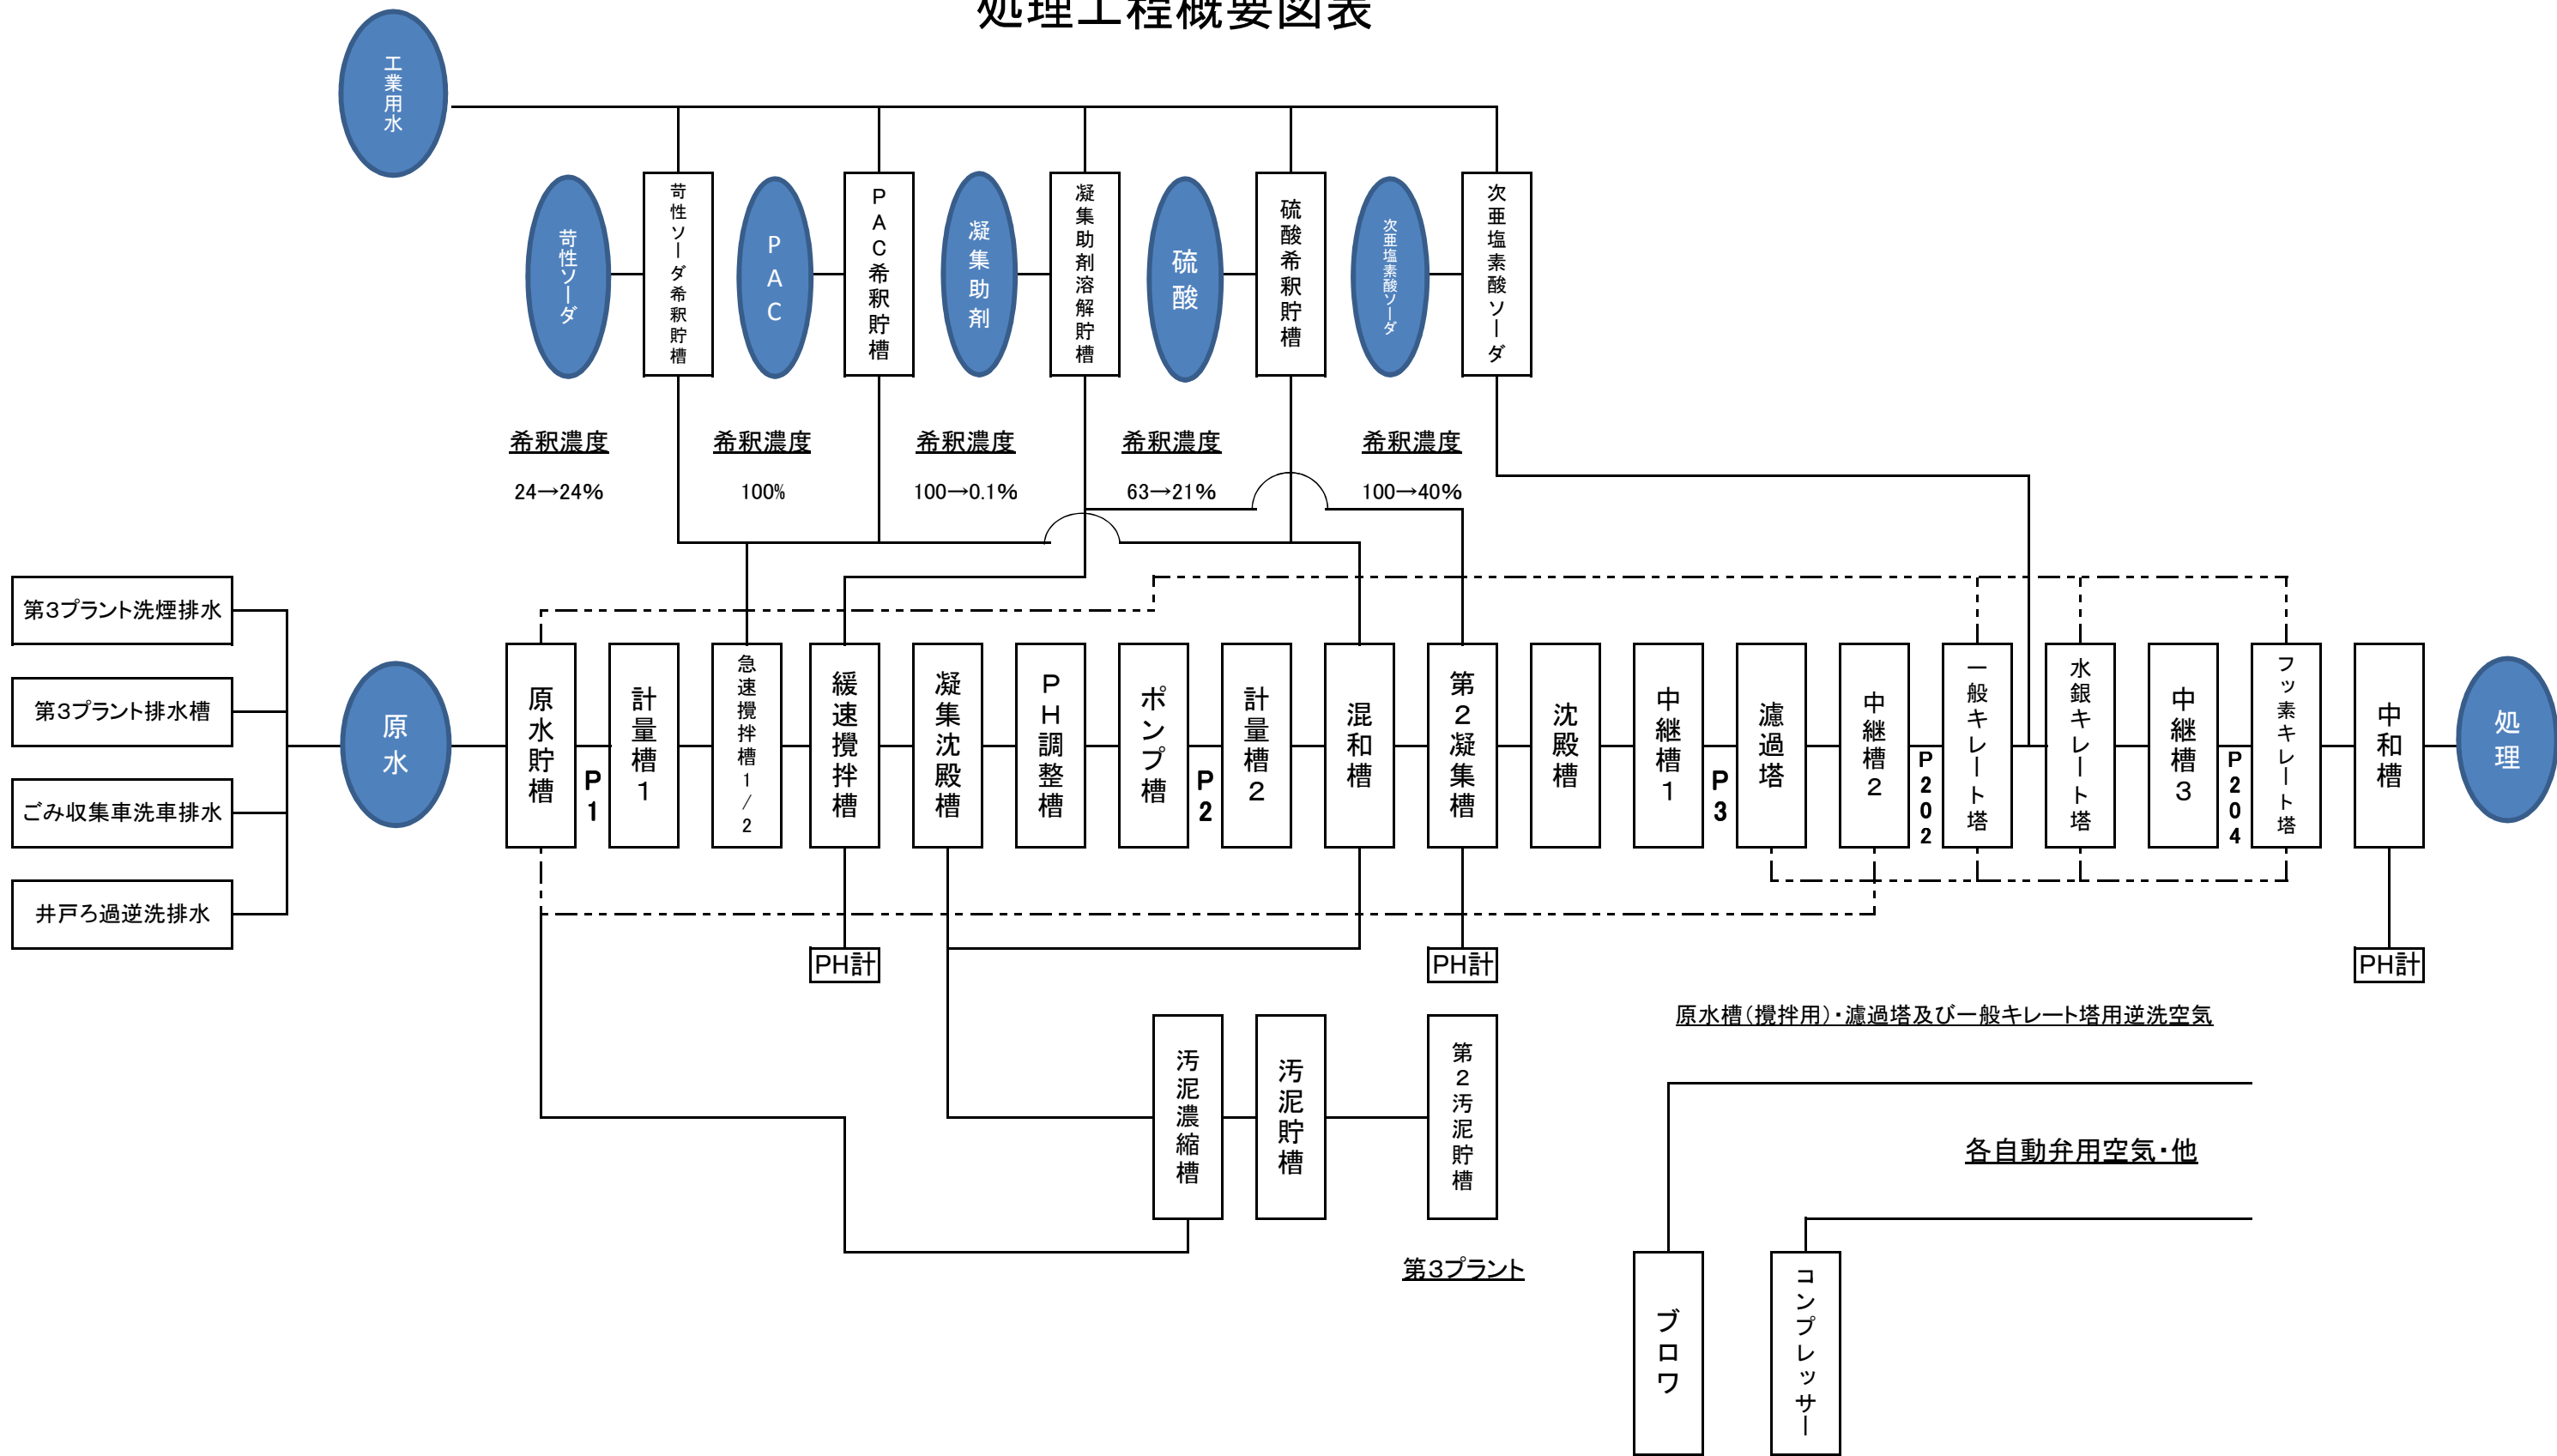 処理工程概要図表
工業用水
苛性ソーダ
苛性ソーダ希釈貯槽
PAC
PAC希釈貯槽
凝集助剤
凝集助剤溶解貯槽
硫酸
硫酸希釈貯槽
次亜塩素酸ソーダ
次亜塩素酸ソーダ
希釈濃度
希釈濃度
希釈濃度
希釈濃度
希釈濃度
24→24%
100%
100→0.1%
63→21%
100→40%
第3プラント洗煙排水
第3プラント排水槽
ごみ収集車洗車排水
井戸ろ過逆洗排水
原水
原水貯槽
P1
計量槽1
急速攪拌槽1/2
緩速攪拌槽
凝集沈殿槽
PH調整槽
ポンプ槽
P2
計量槽2
混和槽
第2凝集槽
沈殿槽
中継槽1
P3
濾過塔
中継槽2
P202
一般キレート塔
水銀キレート塔
中継槽3
P204
フッ素キレート塔
中和槽
処理
PH計
PH計
PH計
原水槽(攪拌用)・濾過塔及び一般キレート塔用逆洗空気
汚泥濃縮槽
汚泥貯槽
第2汚泥貯槽
各自動弁用空気・他
第3プラント
ブロワ
コンプレッサー